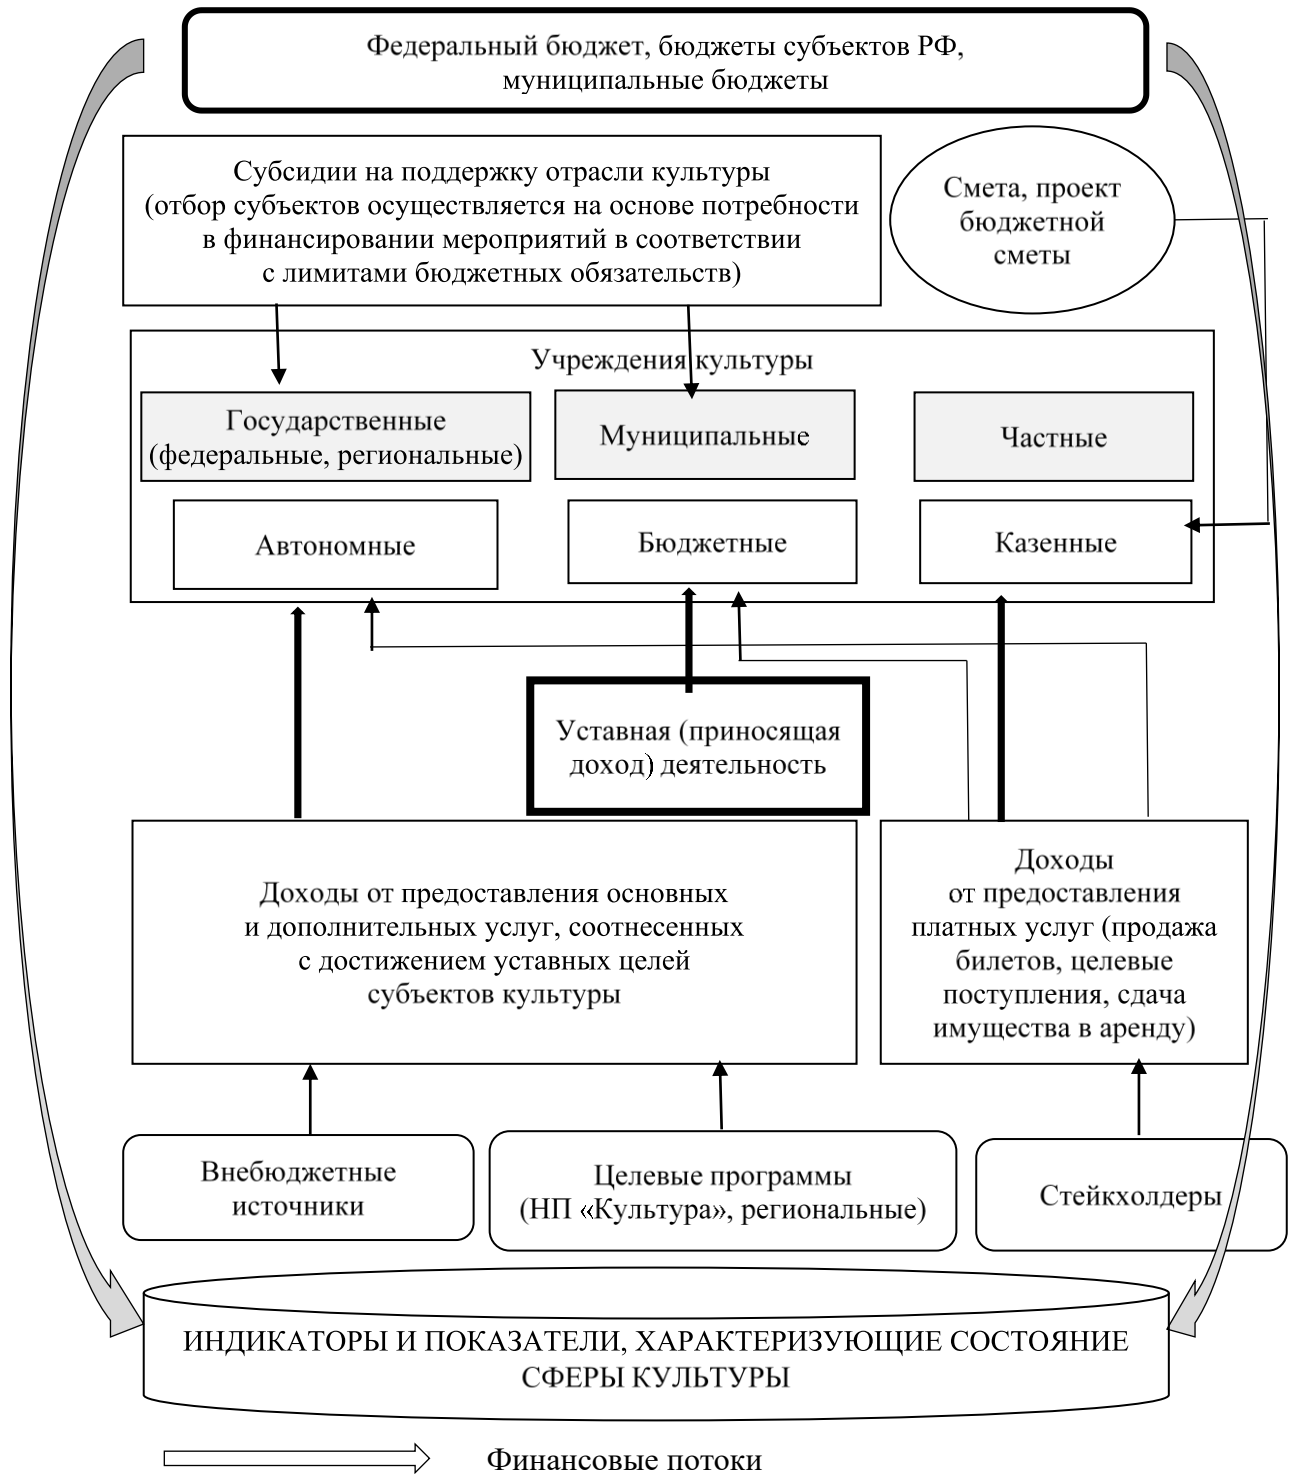 Федеральный бюджет, бюджеты субъектов РФ,
муниципальные бюджеты
Субсидии на поддержку отрасли культуры
(отбор субъектов осуществляется на основе потребности
в финансировании мероприятий в соответствии
с лимитами бюджетных обязательств)
Смета, проект
бюджетной
сметы
Учреждения культуры
Государственные
(федеральные, региональные)
Муниципальные
Частные
Автономные
Бюджетные
Казенные
Уставная (приносящая
доход) деятельность
Доходы от предоставления основных
и дополнительных услуг, соотнесенных
с достижением уставных целей
субъектов культуры
Доходы
от предоставления
платных услуг (продажа
билетов, целевые
поступления, сдача
имущества в аренду)
Внебюджетные
источники
Целевые программы
(НП «Культура», региональные)
Стейкхолдеры
ИНДИКАТОРЫ И ПОКАЗАТЕЛИ, ХАРАКТЕРИЗУЮЩИЕ СОСТОЯНИЕ
СФЕРЫ КУЛЬТУРЫ
Финансовые потоки